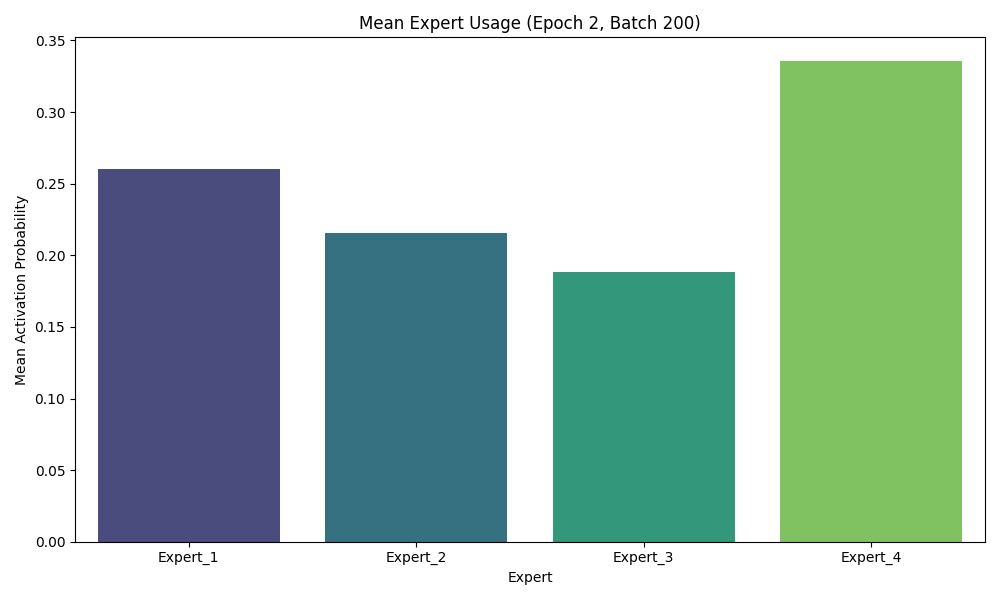 Mean Expert Usage (Epoch 2, Batch 200)
Mean Activation Probability
0.35
0.30
0.25
0.20
0.15
0.10
0.05
0.00
Expert_1 Expert_2 Expert_3 Expert_4
Expert